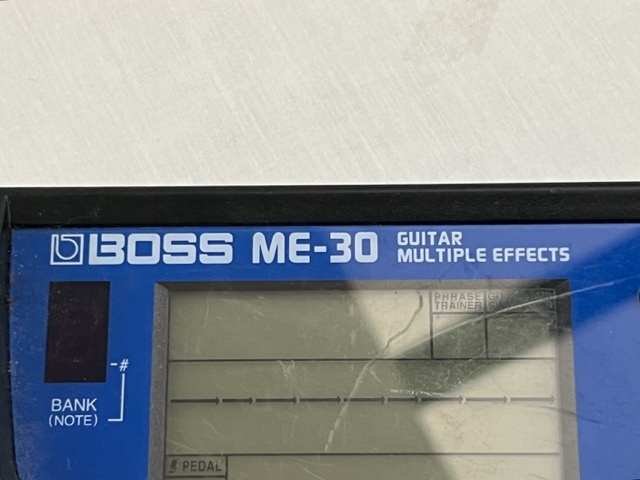 BOSS ME-30 GUITAR
MULTIPLE EFFECTS
PHRASE
TRAINER
-#
BANK
(NOTE)
PEDAL